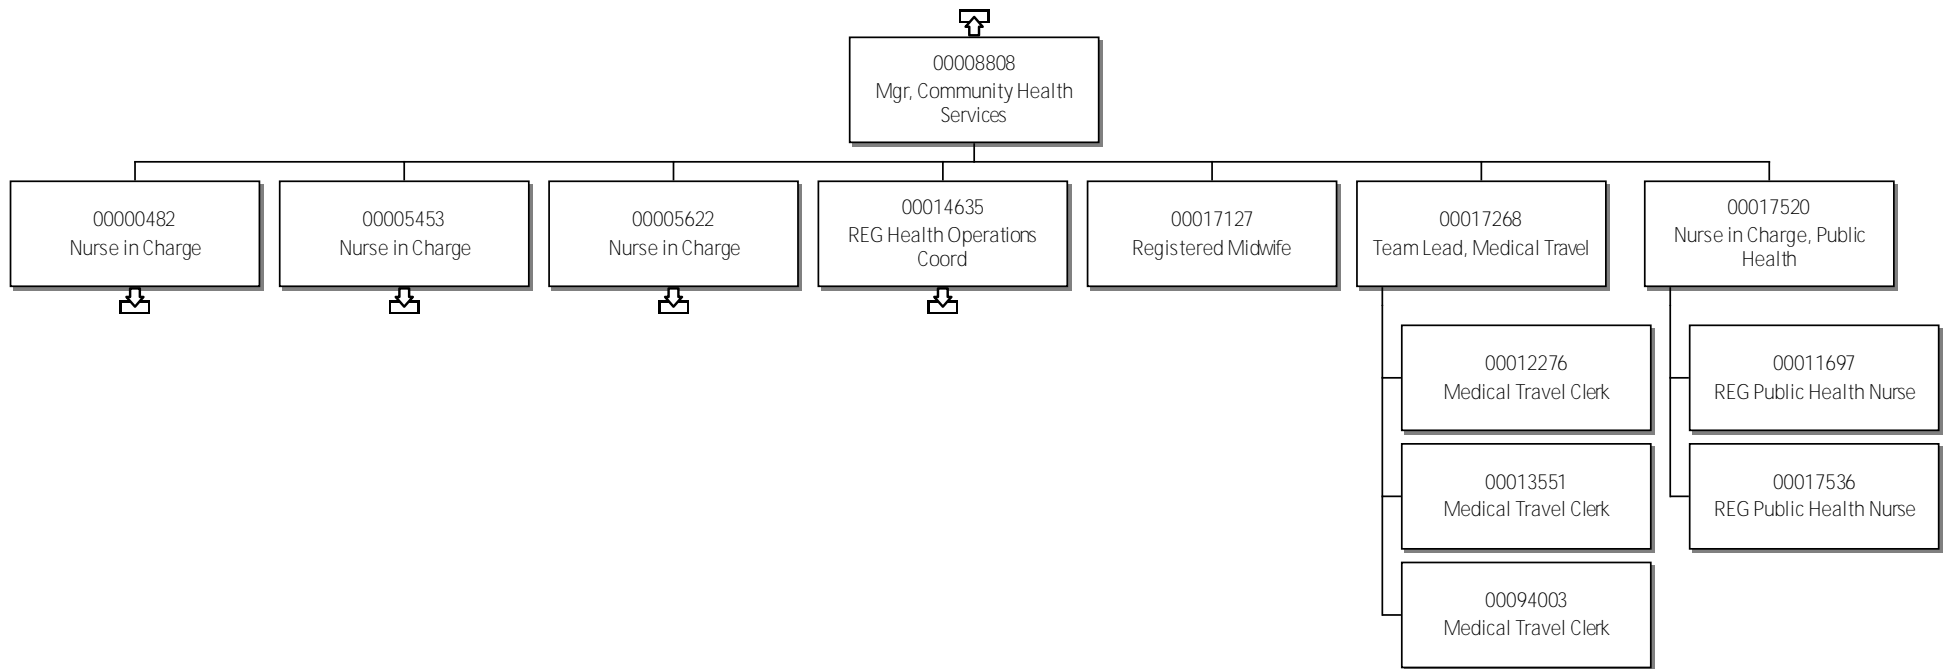 00008808
Mgr, Community Health
Services
00000482
Nurse in Charge
00005453
Nurse in Charge
00005622
Nurse in Charge
00014635
REG Health Operations
Coord
00017127
Registered Midwife
00017268
Team Lead, Medical Travel
00017520
Nurse in Charge, Public
Health
00012276
Medical Travel Clerk
00013551
Medical Travel Clerk
00094003
Medical Travel Clerk
00011697
REG Public Health Nurse
00017536
REG Public Health Nurse